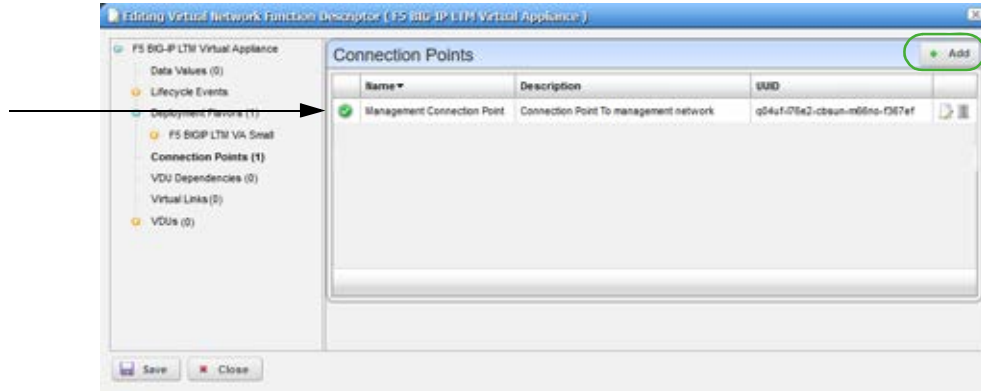 Editing Virtual Network Function Descriptor ( F5 BIG-IP LTM Virtual Appliance )
F5 BIG-IP LTM Virtual Appliance
Data Values (0)
Lifecycle Events
Deployment Flavors (1)
F5 BIGIP LTM VA Small
Connection Points (1)
VDU Dependencies (0)
Virtual Links (0)
VDUs (0)
Connection Points
Add
Name Description UUID
Management Connection Point Connection Point To management network
Save Close